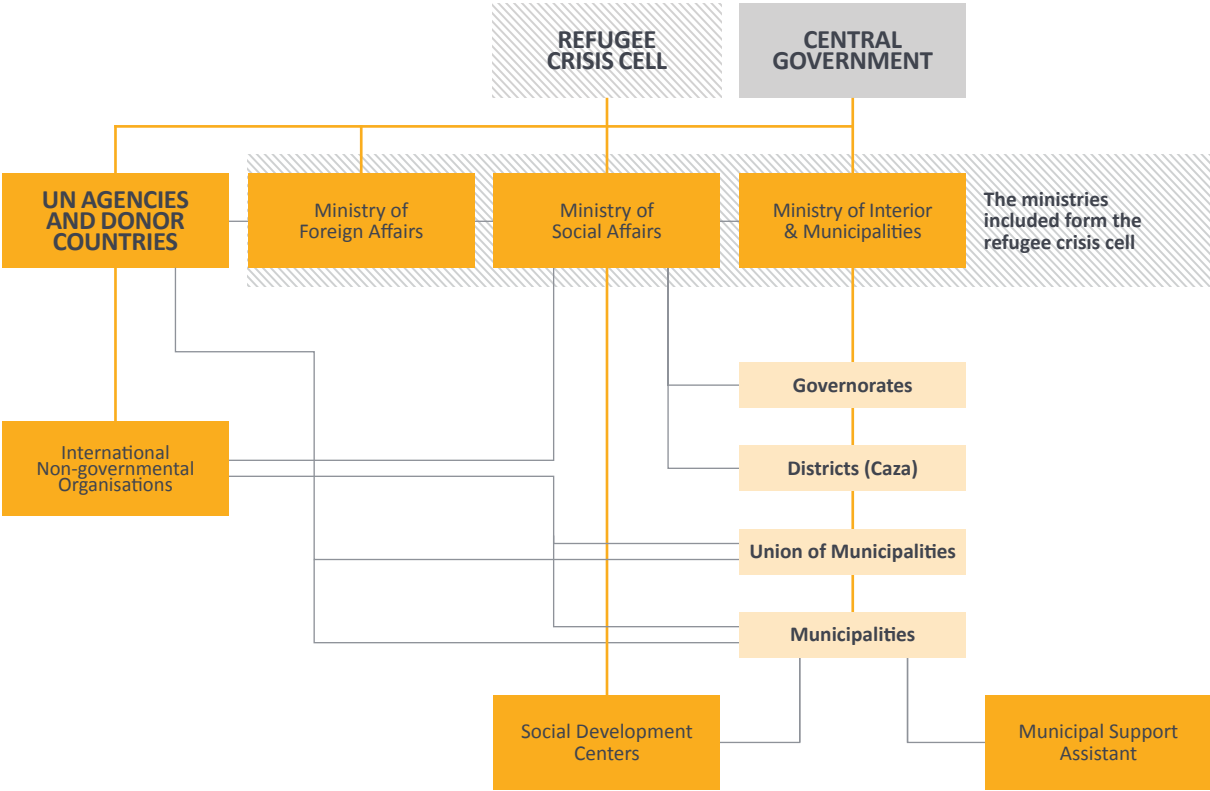 REFUGEE
CRISIS CELL
CENTRAL
GOVERNMENT
UN AGENCIES
AND DONOR
COUNTRIES
Ministry of
Foreign Affairs
Ministry of
Social Affairs
Ministry of Interior
& Municipalities
The ministries
included form the
refugee crisis cell
Governorates
International
Non-governmental
Organisations
Districts (Caza)
Union of Municipalities
Municipalities
Social Development
Centers
Municipal Support
Assistant